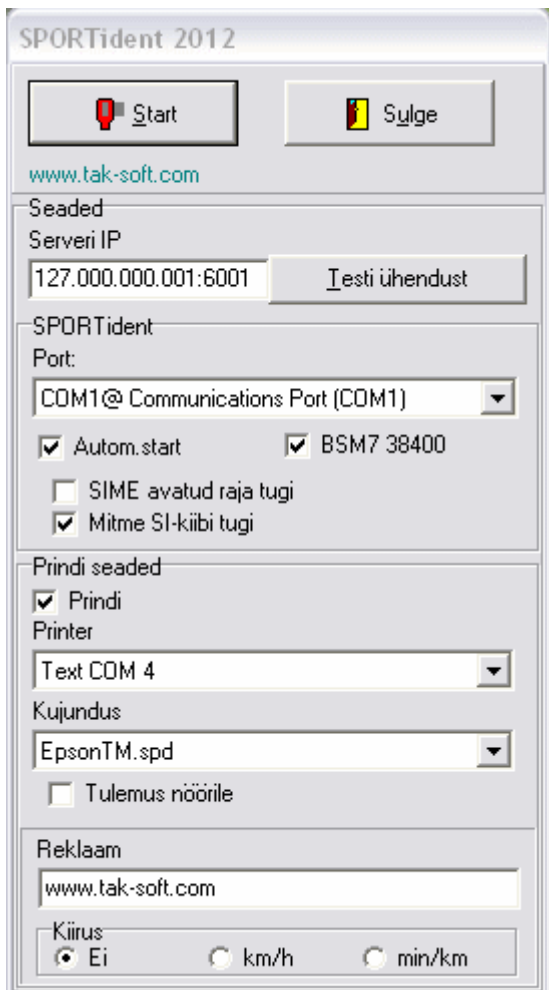 SPORTident 2012
Start Sulge
www.tak-soft.com
Seaded
Serveri IP
127.000.000.001:6001 Testi ühendust
SPORTident
Port:
COM1@ Communications Port (COM1)
Autom.start BSM7 38400
SIME avatud raja tugi
Mitme SI-kiibi tugi
Prindi seaded
Prindi
Printer
Text COM 4
Kujundus
EpsonTM.spd
Tulemus nöörile
Reklaam
www.tak-soft.com
Kiirus
Ei km/h min/km